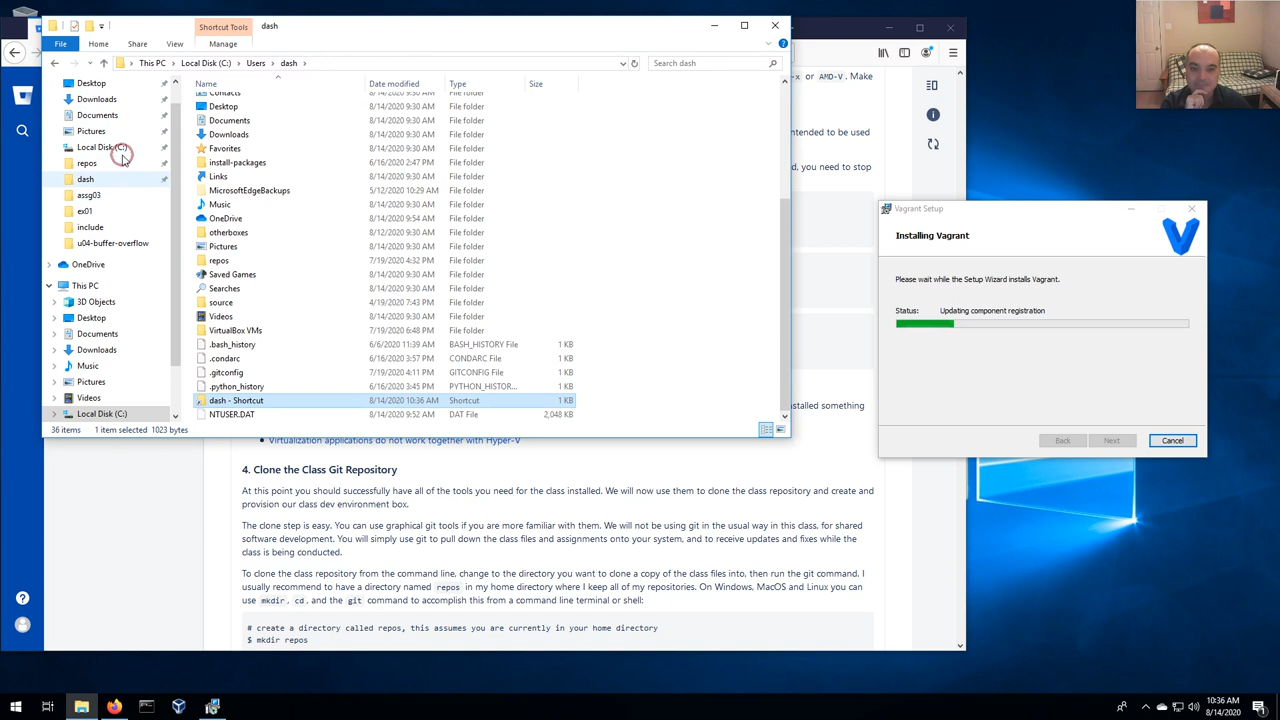 Shortcut Tools
dash
File
Home
Share
View
Manage
This PC > Local Disk (C:) > Users > dash >
Search dash
Desktop
Downloads
Documents
Pictures
Local Disk (C:)
repos
dash
assg03
ex01
include
u04-buffer-overflow
OneDrive
This PC
3D Objects
Desktop
Documents
Downloads
Music
Pictures
Videos
Local Disk (C:)
Name Date modified Type Size
Contacts 8/14/2020 9:30 AM File folder
Desktop 8/14/2020 9:30 AM File folder
Documents 8/14/2020 9:30 AM File folder
Downloads 8/14/2020 9:30 AM File folder
Favorites 8/14/2020 9:30 AM File folder
install-packages 6/16/2020 2:47 PM File folder
Links 8/14/2020 9:30 AM File folder
MicrosoftEdgeBackups 5/12/2020 10:29 AM File folder
Music 8/14/2020 9:30 AM File folder
OneDrive 8/14/2020 9:54 AM File folder
otherboxes 8/12/2020 9:30 AM File folder
Pictures 8/14/2020 9:30 AM File folder
repos 7/19/2020 4:32 PM File folder
Saved Games 8/14/2020 9:30 AM File folder
Searches 8/14/2020 9:30 AM File folder
source 4/19/2020 7:43 PM File folder
Videos 8/14/2020 9:30 AM File folder
VirtualBox VMs 7/19/2020 6:48 PM File folder
.bash_history 6/6/2020 11:39 AM BASH_HISTORY File 1 KB
.condarc 6/16/2020 3:57 PM CONDARC File 1 KB
.gitconfig 7/19/2020 4:11 PM GITCONFIG File 1 KB
.python_history 6/16/2020 3:45 PM PYTHON_HISTOR... 1 KB
dash - Shortcut 8/14/2020 10:36 AM Shortcut 1 KB
NTUSER.DAT 8/14/2020 9:52 AM DAT File 2,048 KB
36 items 1 item selected 1023 bytes
-x or AMD-V. Make
ntended to be used
d, you need to stop
nstalled something
Vagrant Setup
Installing Vagrant
Please wait while the Setup Wizard installs Vagrant.
Status: Updating component registration
Back
Next
Cancel
Virtualization applications do not work together with Hyper-V
4. Clone the Class Git Repository
At this point you should successfully have all of the tools you need for the class installed. We will now use them to clone the class repository and create and
provision our class dev environment box.
The clone step is easy. You can use graphical git tools if you are more familiar with them. We will not be using git in the usual way in this class, for shared
software development. You will simply use git to pull down the class files and assignments onto your system, and to receive updates and fixes while the
class is being conducted.
To clone the class repository from the command line, change to the directory you want to clone a copy of the class files into, then run the git command. I
usually recommend to have a directory named repos in my home directory where I keep all of my repositories. On Windows, MacOS and Linux you can
use mkdir, cd, and the git command to accomplish this from a command line terminal or shell:
# create a directory called repos, this assumes you are currently in your home directory
$ mkdir repos
10:36 AM
8/14/2020